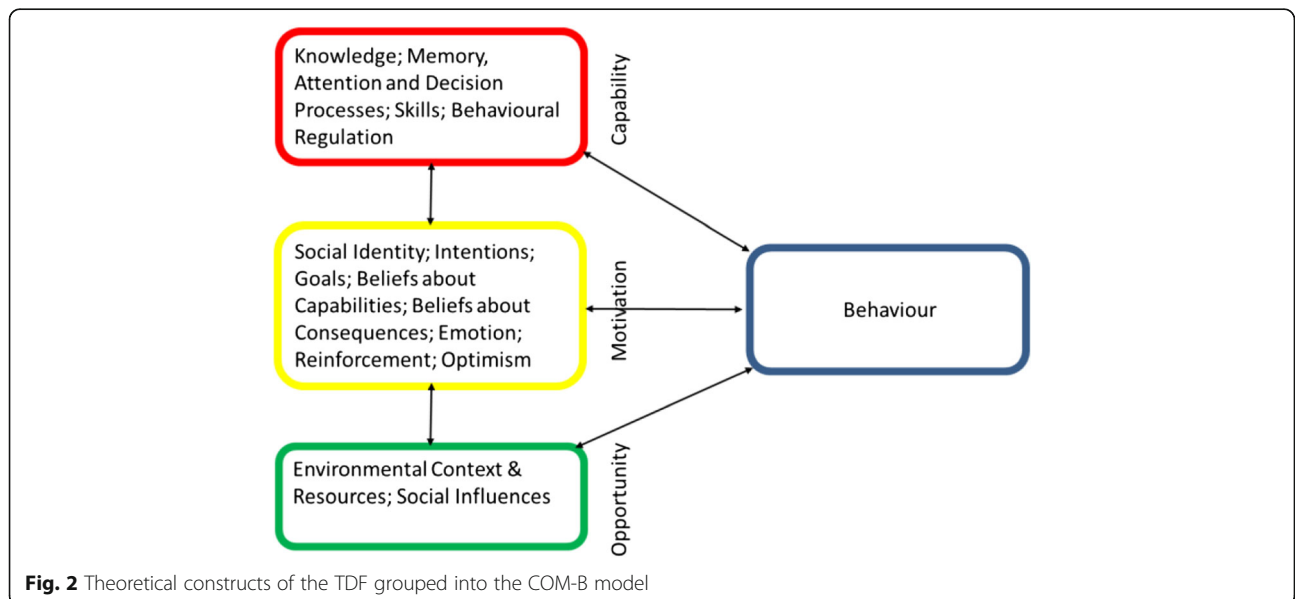 Knowledge; Memory,
Attention and Decision
Processes; Skills; Behavioural
Regulation
Capability
Social Identity; Intentions;
Goals; Beliefs about
Capabilities; Beliefs about
Consequences; Emotion;
Reinforcement; Optimism
Motivation
Behaviour
Environmental Context &
Resources; Social Influences
Opportunity
Fig. 2 Theoretical constructs of the TDF grouped into the COM-B model